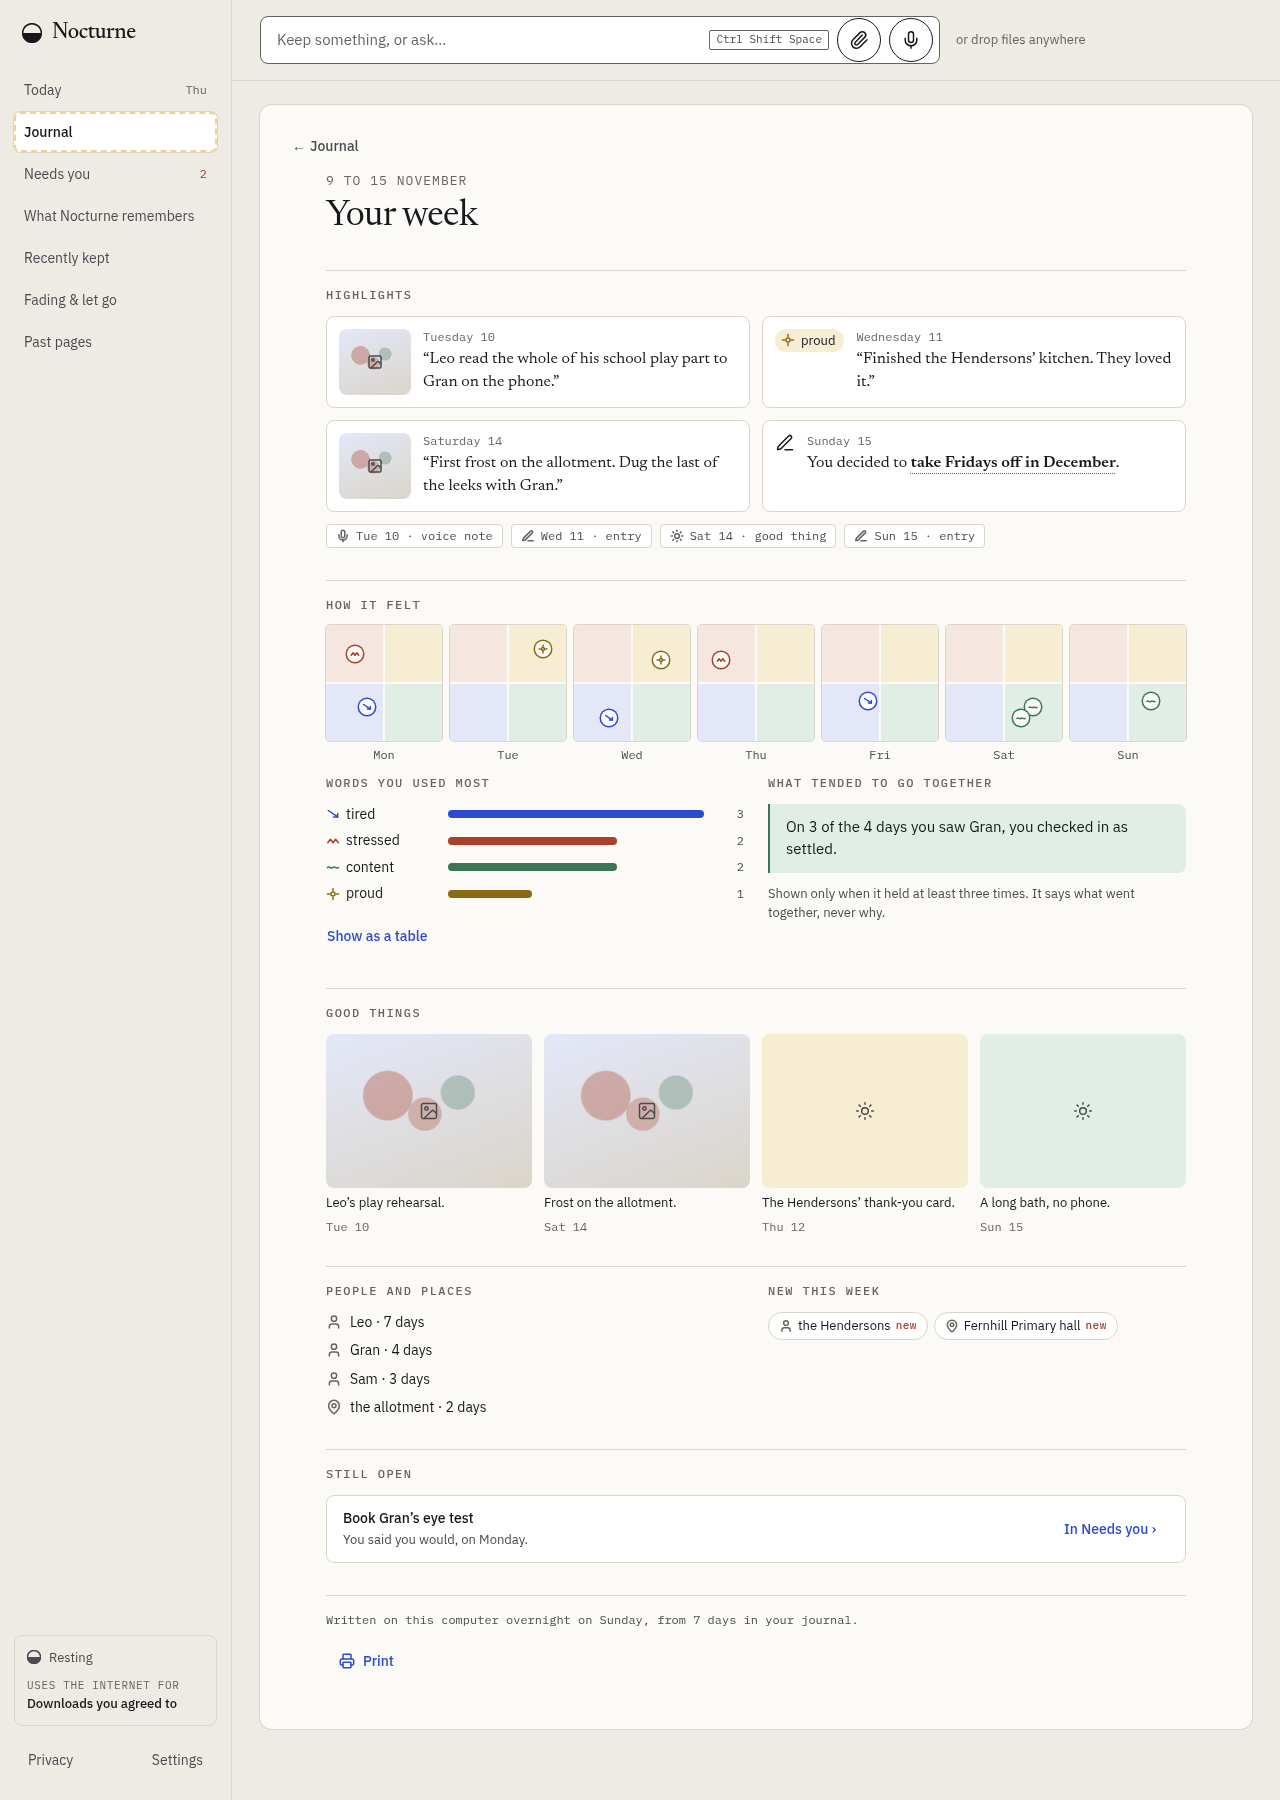 Nocturne
Today
Thu
Journal
Needs you
2
What Nocturne remembers
Recently kept
Fading & let go
Past pages
Resting
USES THE INTERNET FOR
Downloads you agreed to
Privacy
Settings
Keep something, or ask...
Ctrl Shift Space
or drop files anywhere
← Journal
9 TO 15 NOVEMBER
Your week
HIGHLIGHTS
Tuesday 10
“Leo read the whole of his school play part to
Gran on the phone.”
proud
Wednesday 11
“Finished the Hendersons’ kitchen. They loved
it.”
Saturday 14
“First frost on the allotment. Dug the last of
the leeks with Gran.”
Sunday 15
You decided to take Fridays off in December.
Tue 10 · voice note
Wed 11 · entry
Sat 14 · good thing
Sun 15 · entry
HOW IT FELT
Mon
Tue
Wed
Thu
Fri
Sat
Sun
WORDS YOU USED MOST
tired
3
stressed
2
content
2
proud
1
Show as a table
WHAT TENDED TO GO TOGETHER
On 3 of the 4 days you saw Gran, you checked in as
settled.
Shown only when it held at least three times. It says what went
together, never why.
GOOD THINGS
Leo’s play rehearsal.
Tue 10
Frost on the allotment.
Sat 14
The Hendersons’ thank-you card.
Thu 12
A long bath, no phone.
Sun 15
PEOPLE AND PLACES
Leo · 7 days
Gran · 4 days
Sam · 3 days
the allotment · 2 days
NEW THIS WEEK
the Hendersons new
Fernhill Primary hall new
STILL OPEN
Book Gran’s eye test
You said you would, on Monday.
In Needs you ›
Written on this computer overnight on Sunday, from 7 days in your journal.
Print